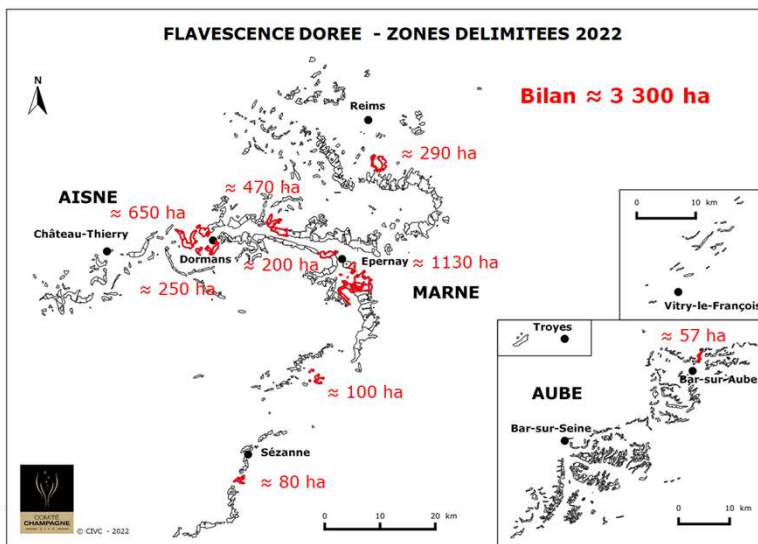 FLAVESCENCE DOREE - ZONES DELIMITEES 2022
N
Bilan ≈ 3 300 ha
Reims
≈ 290 ha
≈ 470 ha
AISNE
≈ 650 ha
Château-Thierry
Dormans
≈ 200 ha
Epernay
≈ 1130 ha
≈ 250 ha
MARNE
≈ 100 ha
Sézanne
≈ 80 ha
0 10 20 km
0 10 km
Vitry-le-François
Troyes
≈ 57 ha
Bar-sur-Aube
AUBE
Bar-sur-Seine
0 10 km
COMITÉ
CHAMPAGNE
© CIVC - 2022